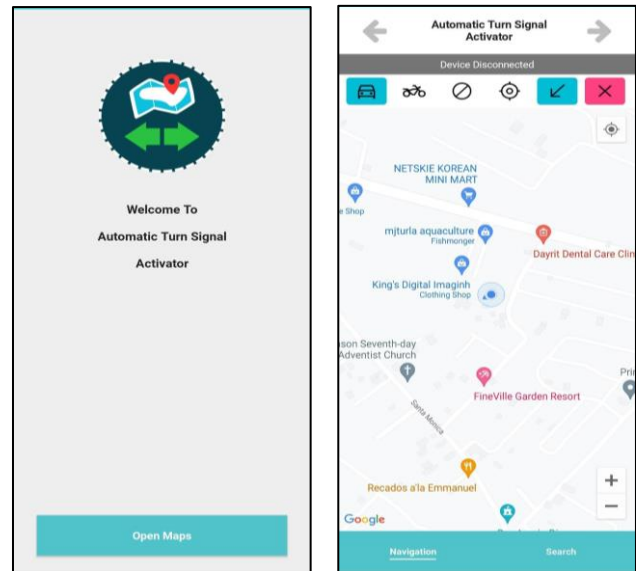 Welcome To
Automatic Turn Signal
Activator
Open Maps
Automatic Turn Signal
Activator
Device Disconnected
NETSKIE KOREAN
MINI MART
e Shop
mjturla aquaculture
Fishmonger
Dayrit Dental Care Clin
King's Digital Imaginh
Clothing Shop
son Seventh-day
Adventist Church
Prin
FineVille Garden Resort
Santa Monica
Recados a'la Emmanuel
Google
Navigation
Search